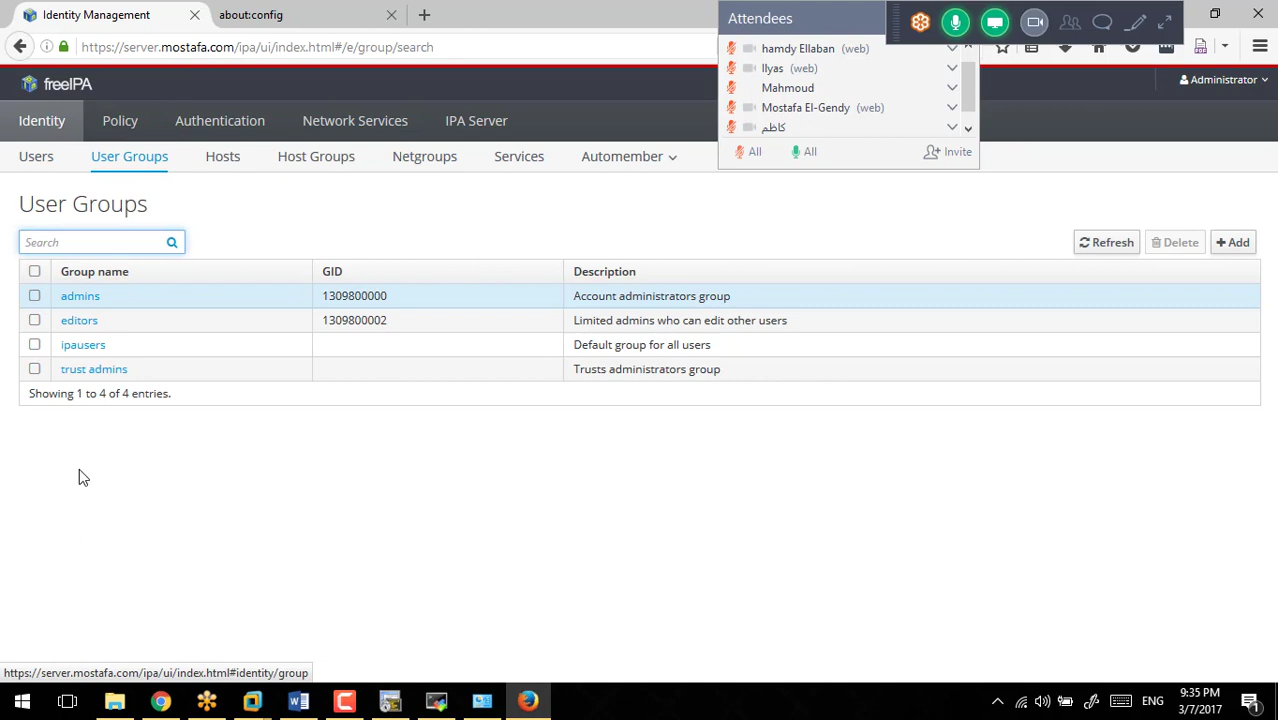 Identity Management
about:config
Attendees
https://server.mostafa.com/ipa/ui/index.html#/e/group/search
hamdy Ellaban (web)
Ilyas (web)
Mahmoud
Mostafa El-Gendy (web)
كاظم
All
All
Invite
freeIPA
Administrator
Identity
Policy
Authentication
Network Services
IPA Server
Users
User Groups
Hosts
Host Groups
Netgroups
Services
Automember
User Groups
Search
Refresh
Delete
Add
Group name GID Description
admins 1309800000 Account administrators group
editors 1309800002 Limited admins who can edit other users
ipausers Default group for all users
trust admins Trusts administrators group
Showing 1 to 4 of 4 entries.
https://server.mostafa.com/ipa/ui/index.html#identity/group
ENG
9:35 PM
3/7/2017